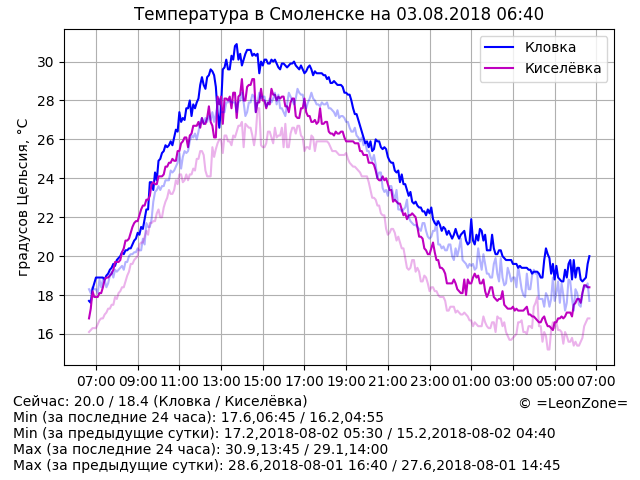 Температура в Смоленске на 03.08.2018 06:40
Кловка
Киселёвка
градусов Цельсия, °C
30
28
26
24
22
20
18
16
07:00 09:00 11:00 13:00 15:00 17:00 19:00 21:00 23:00 01:00 03:00 05:00 07:00
Сейчас: 20.0 / 18.4 (Кловка / Киселёвка)
© =LeonZone=
Min (за последние 24 часа): 17.6,06:45 / 16.2,04:55
Min (за предыдущие сутки): 17.2,2018-08-02 05:30 / 15.2,2018-08-02 04:40
Max (за последние 24 часа): 30.9,13:45 / 29.1,14:00
Max (за предыдущие сутки): 28.6,2018-08-01 16:40 / 27.6,2018-08-01 14:45